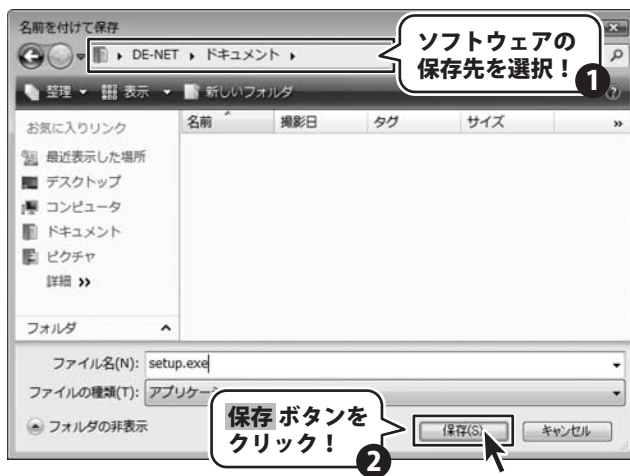 名前を付けて保存
DE-NET ▸ ドキュメント ▸
ソフトウェアの
保存先を選択！
1
整理 表示 新しいフォルダ
お気に入りリンク
名前 撮影日 タグ サイズ »
最近表示した場所
デスクトップ
コンピュータ
ドキュメント
ピクチャ
詳細 »
フォルダ
ファイル名(N): setup.exe
ファイルの種類(T): アプリケーシ
フォルダの非表示
保存 ボタンを
クリック！
2
保存(S)
キャンセル